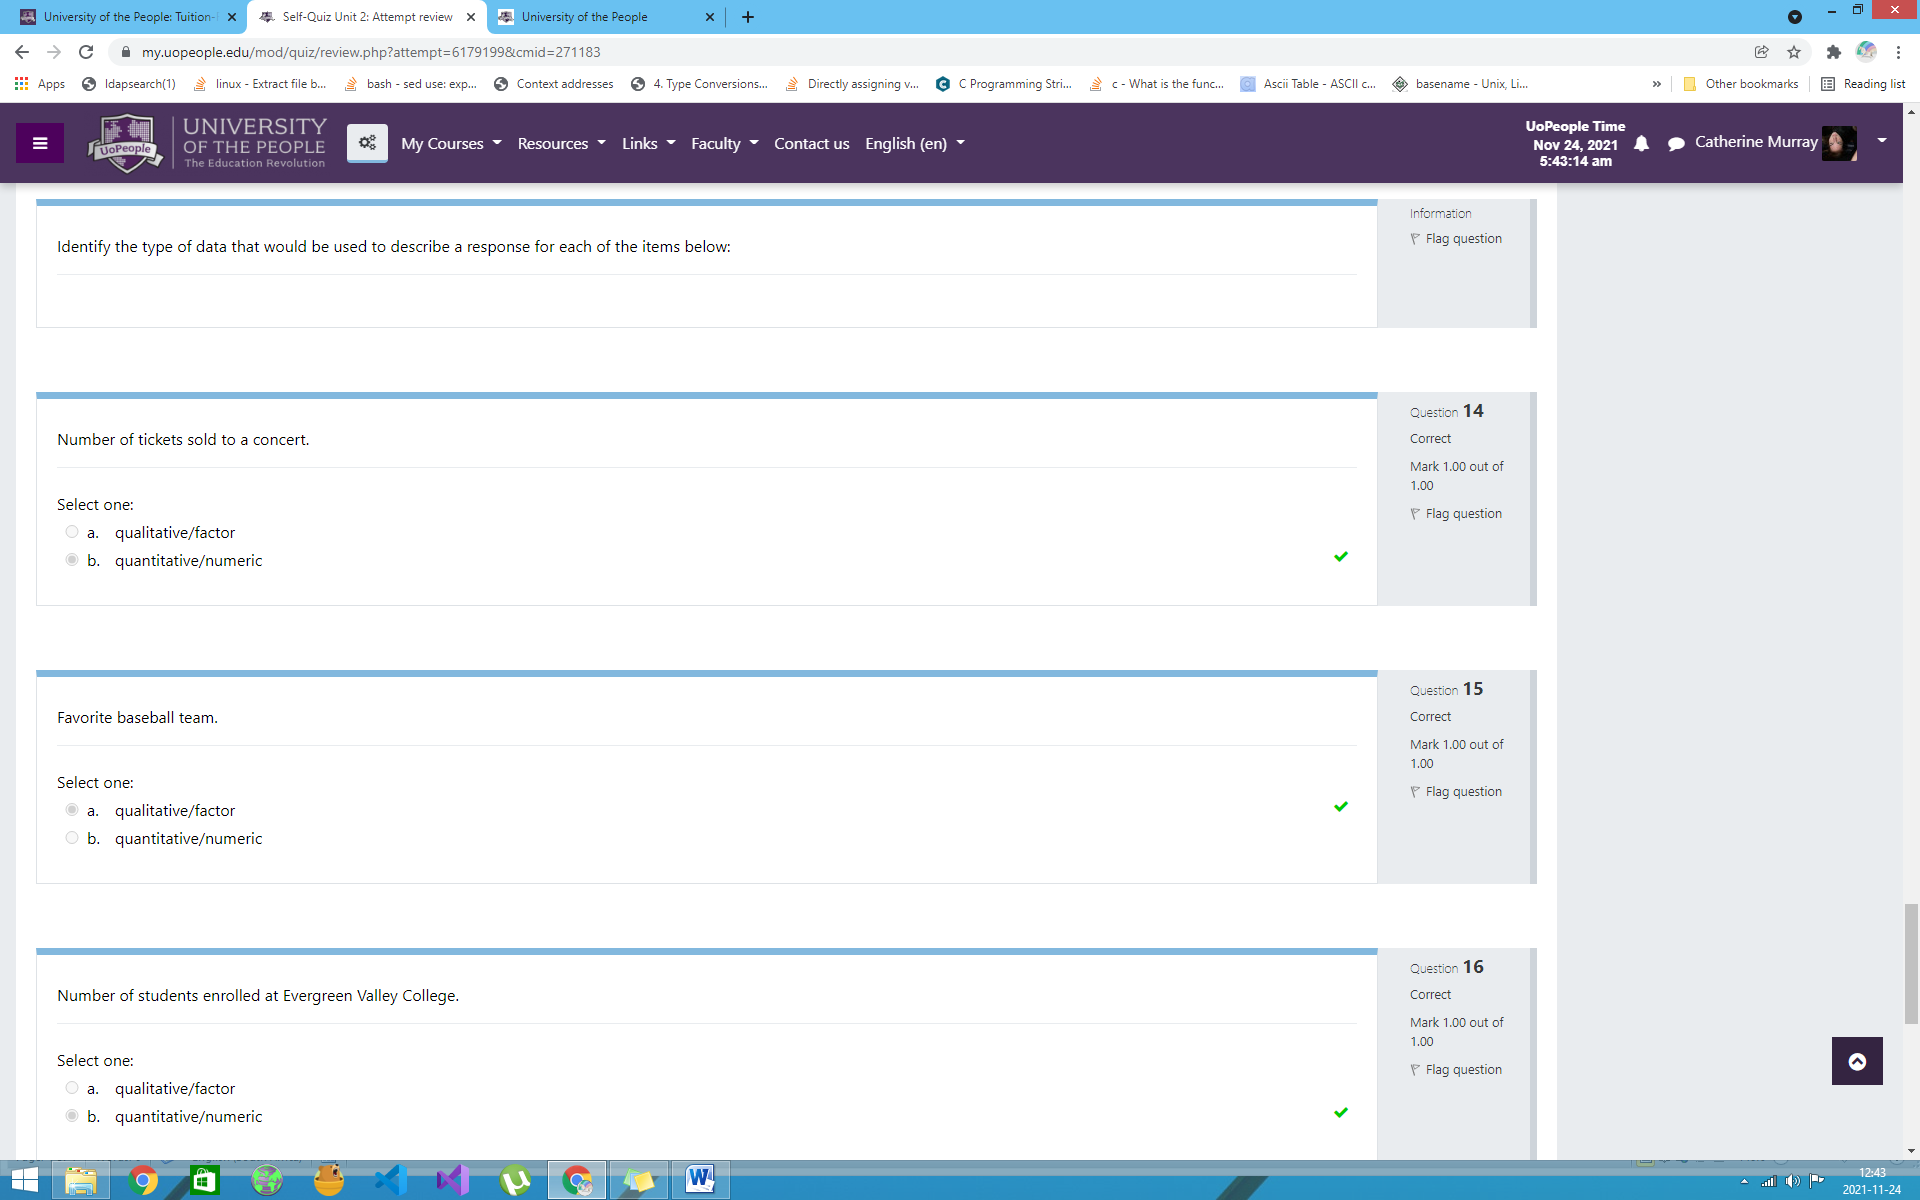 University of the People: Tuition-
Self-Quiz Unit 2: Attempt review
University of the People
my.uopeople.edu/mod/quiz/review.php?attempt=6179199&cmid=271183
Apps
ldapsearch(1)
linux - Extract file b...
bash - sed use: exp...
Context addresses
4. Type Conversions...
Directly assigning v...
C Programming Stri...
c - What is the func...
Ascii Table - ASCII c...
basename - Unix, Li...
»
Other bookmarks
Reading list
UoPeople
UNIVERSITY
OF THE PEOPLE
The Education Revolution
My Courses
Resources
Links
Faculty
Contact us
English (en)
UoPeople Time
Nov 24, 2021
5:43:14 am
Catherine Murray
Identify the type of data that would be used to describe a response for each of the items below:
Information
Flag question
Number of tickets sold to a concert.
Select one:
a. qualitative/factor
b. quantitative/numeric
Question 14
Correct
Mark 1.00 out of
1.00
Flag question
Favorite baseball team.
Select one:
a. qualitative/factor
b. quantitative/numeric
Question 15
Correct
Mark 1.00 out of
1.00
Flag question
Number of students enrolled at Evergreen Valley College.
Select one:
a. qualitative/factor
b. quantitative/numeric
Question 16
Correct
Mark 1.00 out of
1.00
Flag question
12:43
2021-11-24